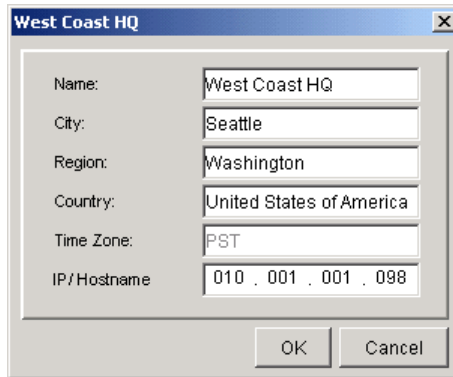 West Coast HQ
Name: West Coast HQ
City: Seattle
Region: Washington
Country: United States of America
Time Zone: PST
IP/Hostname 010 . 001 . 001 . 098
OK Cancel